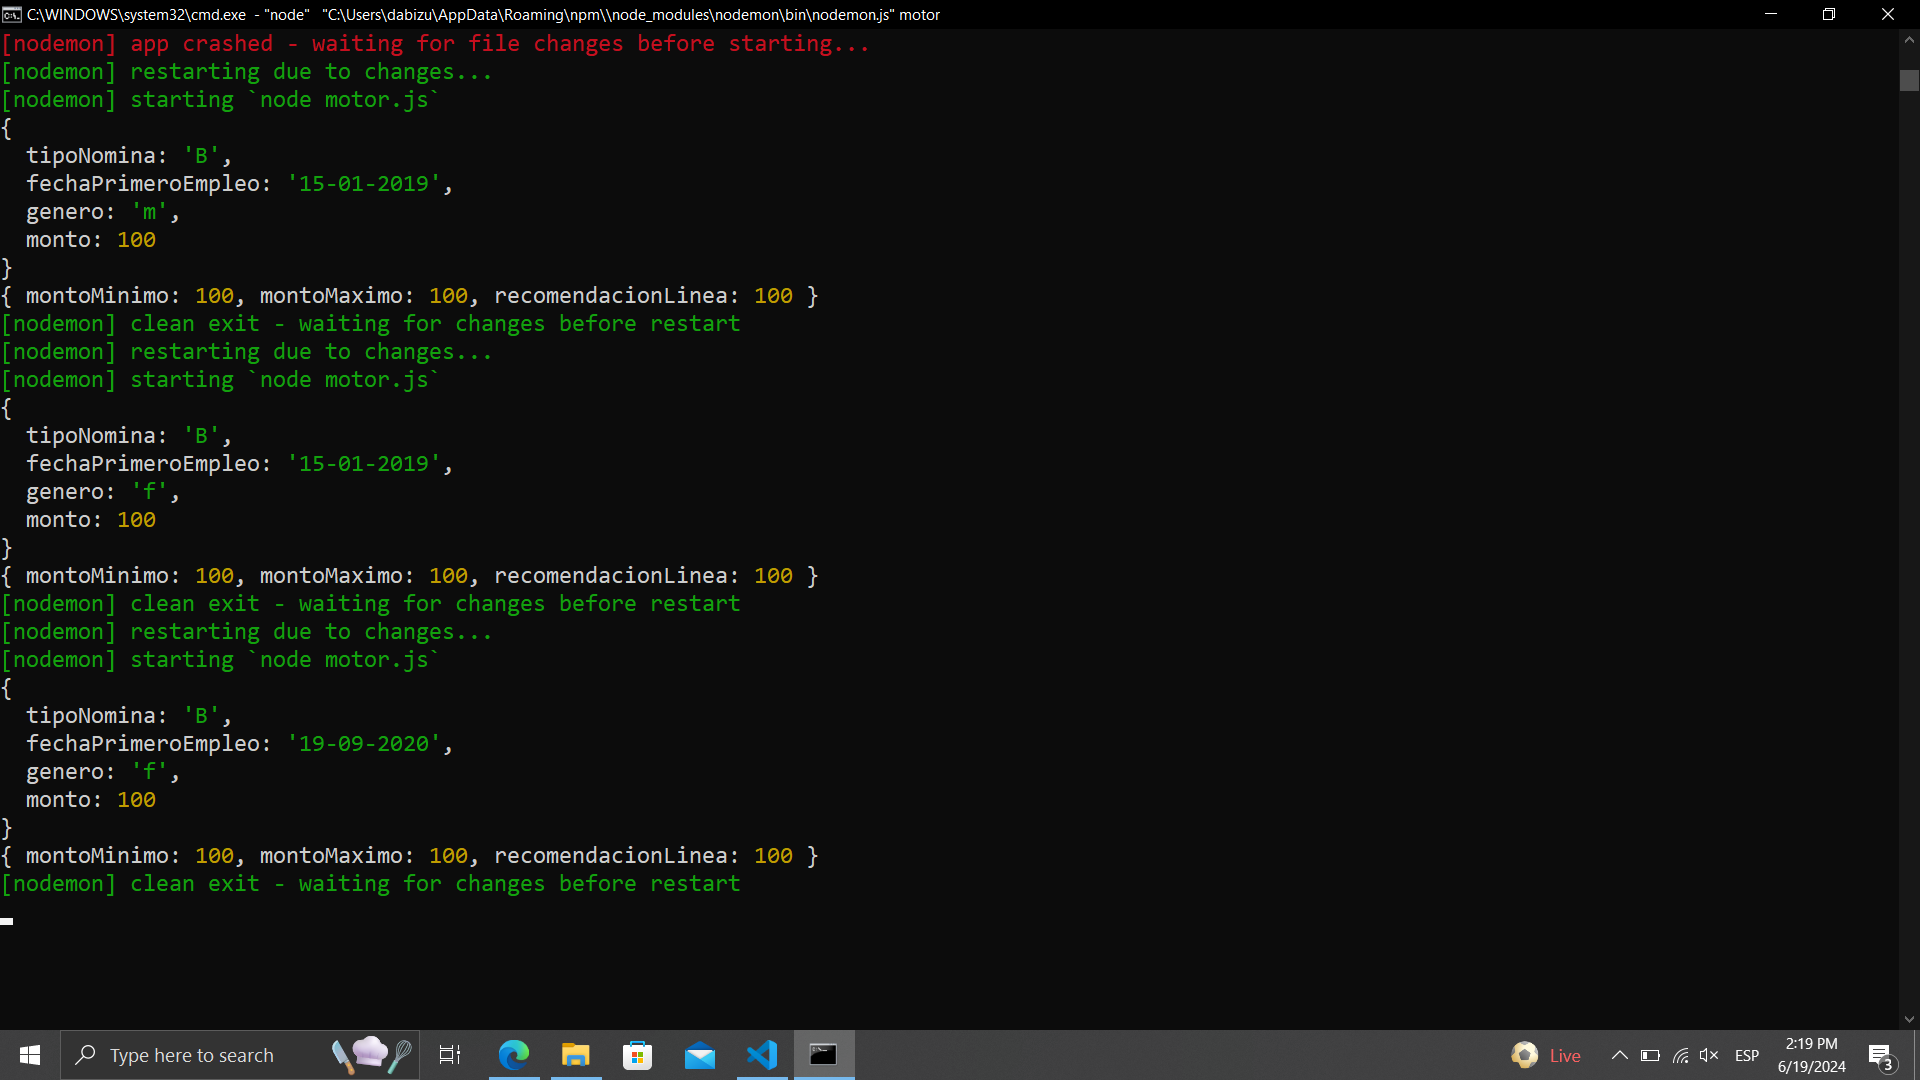 C:\WINDOWS\system32\cmd.exe - "node" "C:\Users\dabizu\AppData\Roaming\npm\\node_modules\nodemon\bin\nodemon.js" motor
[nodemon] app crashed - waiting for file changes before starting...
[nodemon] restarting due to changes...
[nodemon] starting `node motor.js`
{
  tipoNomina: 'B',
  fechaPrimeroEmpleo: '15-01-2019',
  genero: 'm',
  monto: 100
}
{ montoMinimo: 100, montoMaximo: 100, recomendacionLinea: 100 }
[nodemon] clean exit - waiting for changes before restart
[nodemon] restarting due to changes...
[nodemon] starting `node motor.js`
{
  tipoNomina: 'B',
  fechaPrimeroEmpleo: '15-01-2019',
  genero: 'f',
  monto: 100
}
{ montoMinimo: 100, montoMaximo: 100, recomendacionLinea: 100 }
[nodemon] clean exit - waiting for changes before restart
[nodemon] restarting due to changes...
[nodemon] starting `node motor.js`
{
  tipoNomina: 'B',
  fechaPrimeroEmpleo: '19-09-2020',
  genero: 'f',
  monto: 100
}
{ montoMinimo: 100, montoMaximo: 100, recomendacionLinea: 100 }
[nodemon] clean exit - waiting for changes before restart
Type here to search
Live
ESP
2:19 PM
6/19/2024
3